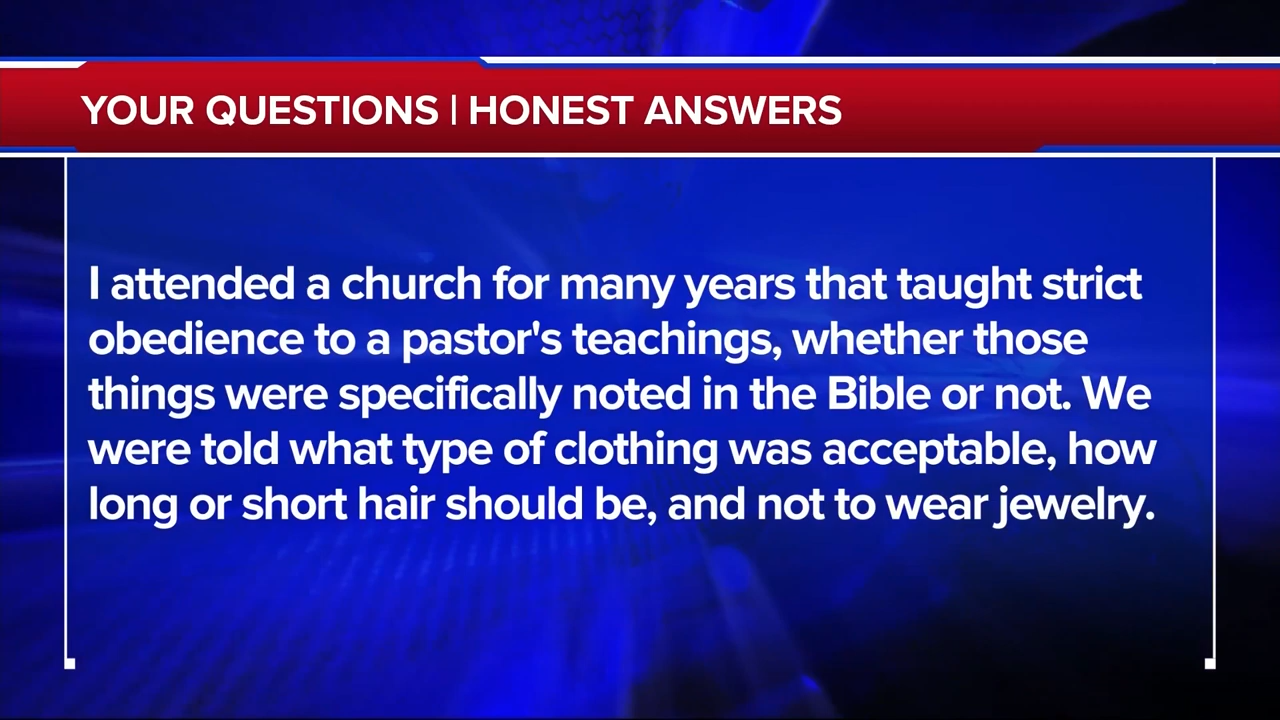 YOUR QUESTIONS | HONEST ANSWERS
I attended a church for many years that taught strict
obedience to a pastor's teachings, whether those
things were specifically noted in the Bible or not. We
were told what type of clothing was acceptable, how
long or short hair should be, and not to wear jewelry.